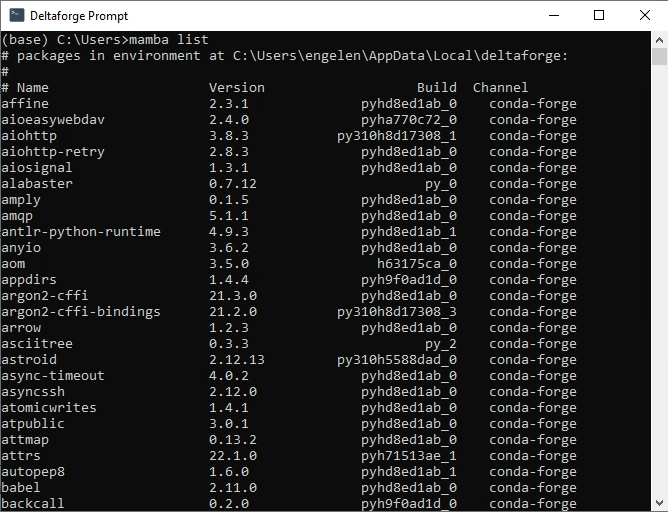 Deltaforge Prompt
(base) C:\Users>mamba list
# packages in environment at C:\Users\engelen\AppData\Local\deltaforge:
#
# Name                    Version                   Build  Channel
affine                    2.3.1              pyhd8ed1ab_0    conda-forge
aioeasywebdav             2.4.0              pyha770c72_0    conda-forge
aiohttp                   3.8.3           py310h8d17308_1    conda-forge
aiohttp-retry             2.8.3              pyhd8ed1ab_0    conda-forge
aiosignal                 1.3.1              pyhd8ed1ab_0    conda-forge
alabaster                 0.7.12                     py_0    conda-forge
amply                     0.1.5              pyhd8ed1ab_0    conda-forge
amqp                      5.1.1              pyhd8ed1ab_0    conda-forge
antlr-python-runtime      4.9.3              pyhd8ed1ab_1    conda-forge
anyio                     3.6.2              pyhd8ed1ab_0    conda-forge
aom                       3.5.0                h63175ca_0    conda-forge
appdirs                   1.4.4              pyh9f0ad1d_0    conda-forge
argon2-cffi               21.3.0             pyhd8ed1ab_0    conda-forge
argon2-cffi-bindings      21.2.0          py310h8d17308_3    conda-forge
arrow                     1.2.3              pyhd8ed1ab_0    conda-forge
asciitree                 0.3.3                      py_2    conda-forge
astroid                   2.12.13         py310h5588dad_0    conda-forge
async-timeout             4.0.2              pyhd8ed1ab_0    conda-forge
asyncssh                  2.12.0             pyhd8ed1ab_0    conda-forge
atomicwrites              1.4.1              pyhd8ed1ab_0    conda-forge
atpublic                  3.0.1              pyhd8ed1ab_0    conda-forge
attmap                    0.13.2             pyhd8ed1ab_0    conda-forge
attrs                     22.1.0             pyh71513ae_1    conda-forge
autopep8                  1.6.0              pyhd8ed1ab_1    conda-forge
babel                     2.11.0             pyhd8ed1ab_0    conda-forge
backcall                  0.2.0              pyh9f0ad1d_0    conda-forge